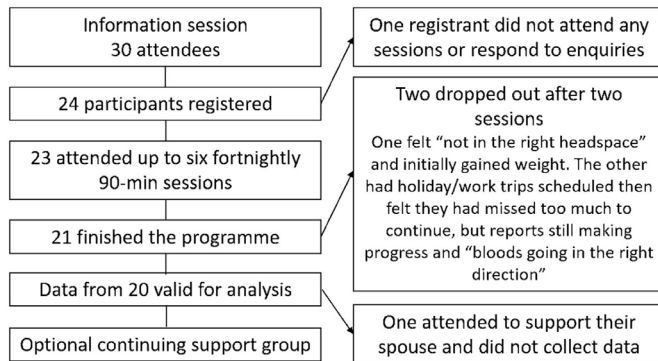 Information session
30 attendees
One registrant did not attend any
sessions or respond to enquiries
24 participants registered
Two dropped out after two
sessions
One felt “not in the right headspace”
and initially gained weight. The other
had holiday/work trips scheduled then
felt they had missed too much to
continue, but reports still making
progress and “bloods going in the right
direction”
23 attended up to six fortnightly
90-min sessions
21 finished the programme
Data from 20 valid for analysis
One attended to support their
spouse and did not collect data
Optional continuing support group